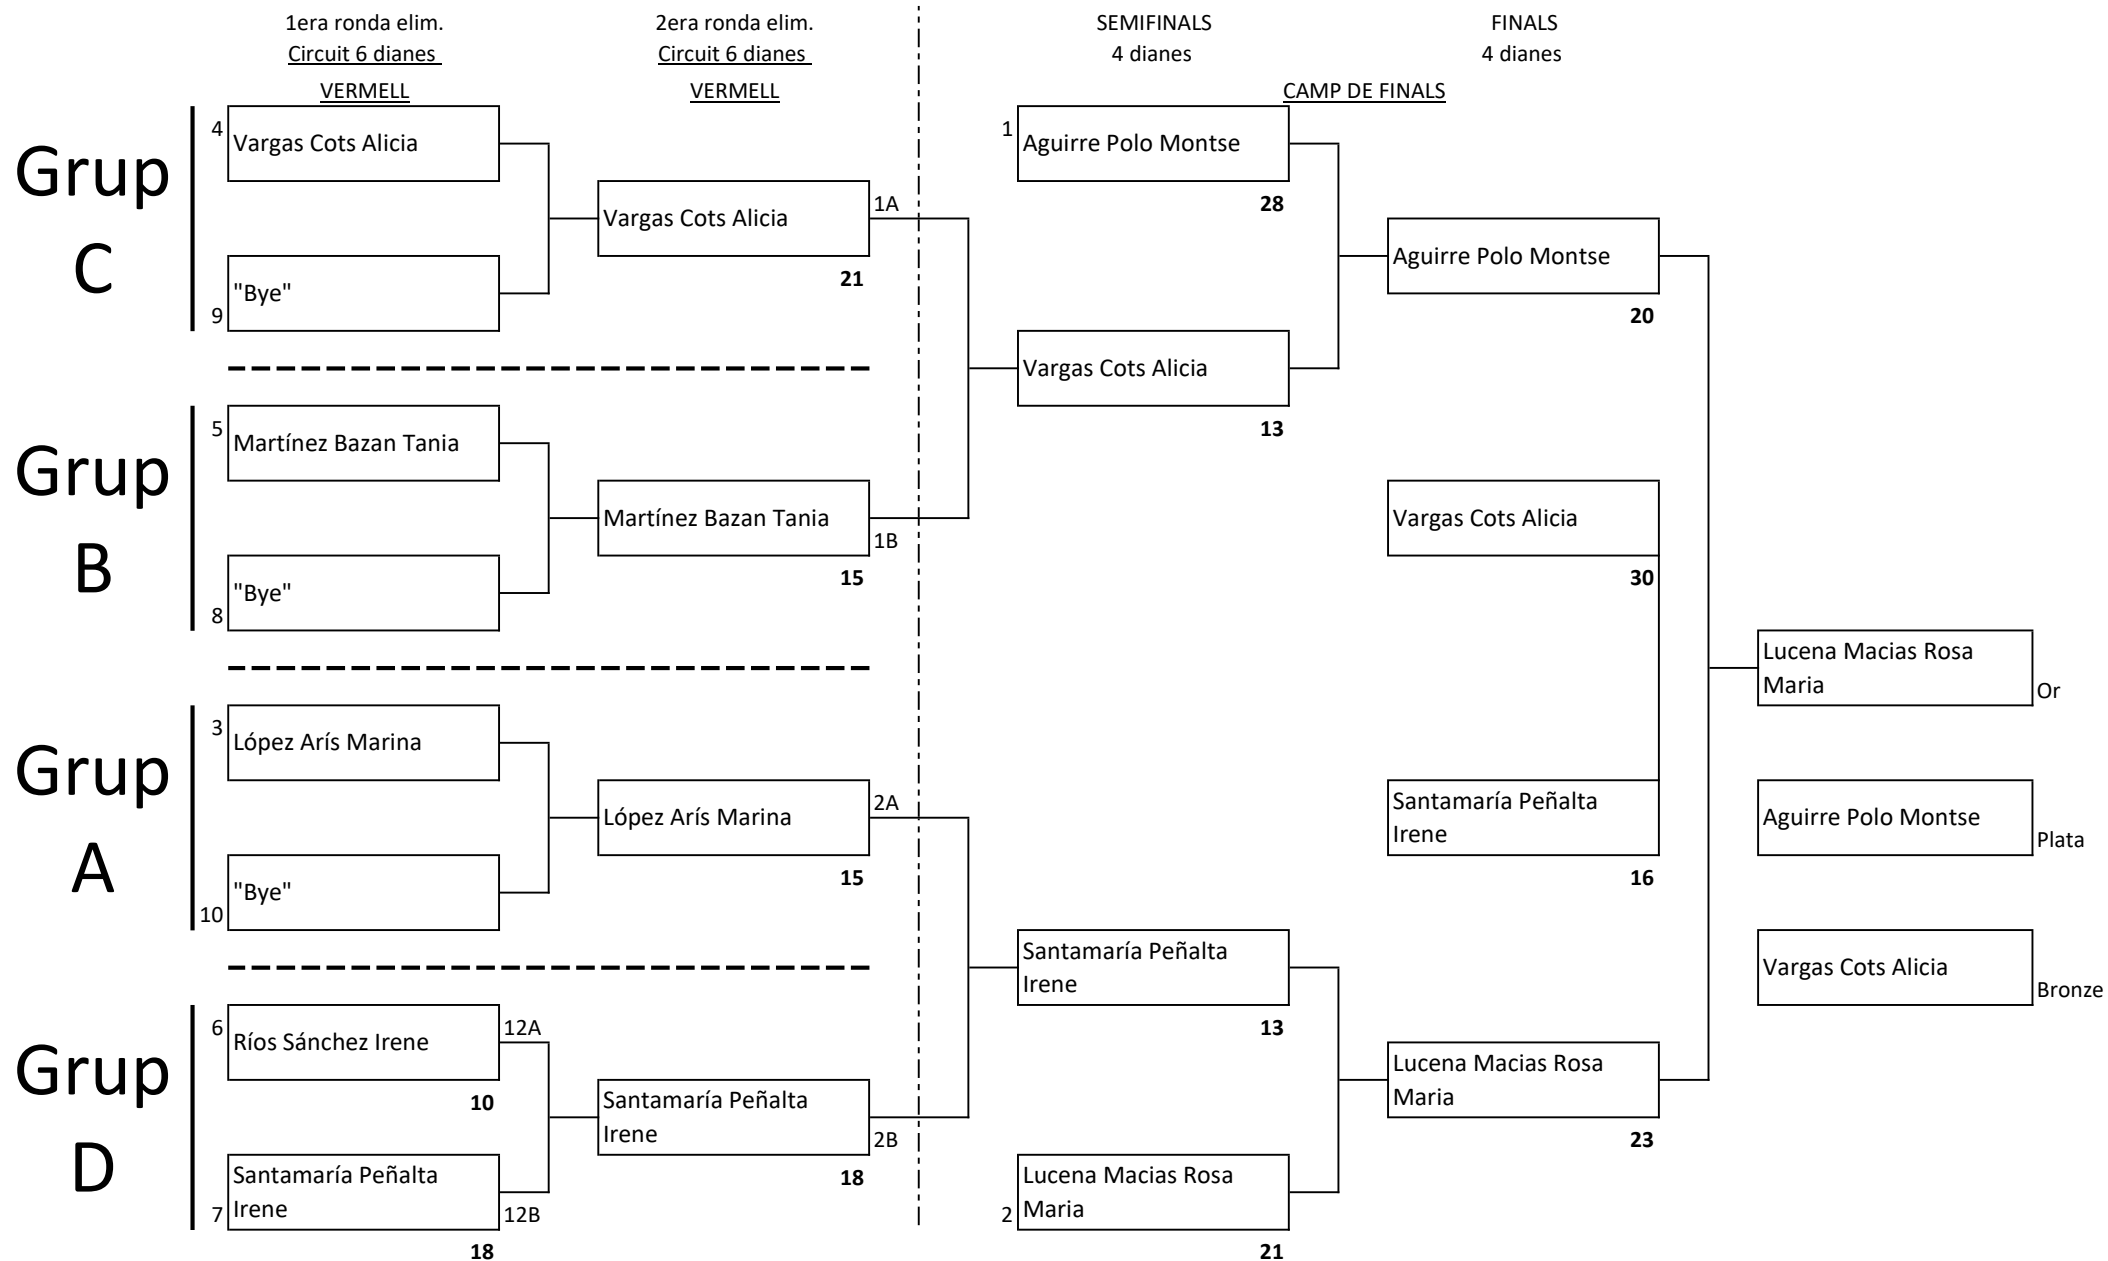 1era ronda elim.
Circuit 6 dianes
VERMELL
2era ronda elim.
Circuit 6 dianes
VERMELL
SEMIFINALS
4 dianes
FINALS
4 dianes
CAMP DE FINALS
Grup
C
4
Vargas Cots Alicia
"Bye"
9
Vargas Cots Alicia
1A
21
Grup
B
5
Martínez Bazan Tania
"Bye"
8
Martínez Bazan Tania
1B
15
Grup
A
3
López Arís Marina
"Bye"
10
López Arís Marina
2A
15
Grup
D
6
Ríos Sánchez Irene
12A
10
Santamaría Peñalta
Irene
7
12B
18
Santamaría Peñalta
Irene
2B
18
1
Aguirre Polo Montse
28
Vargas Cots Alicia
13
Santamaría Peñalta
Irene
13
Lucena Macias Rosa
Maria
2
21
Aguirre Polo Montse
20
Vargas Cots Alicia
30
Santamaría Peñalta
Irene
16
Lucena Macias Rosa
Maria
23
Lucena Macias Rosa
Maria
Or
Aguirre Polo Montse
Plata
Vargas Cots Alicia
Bronze